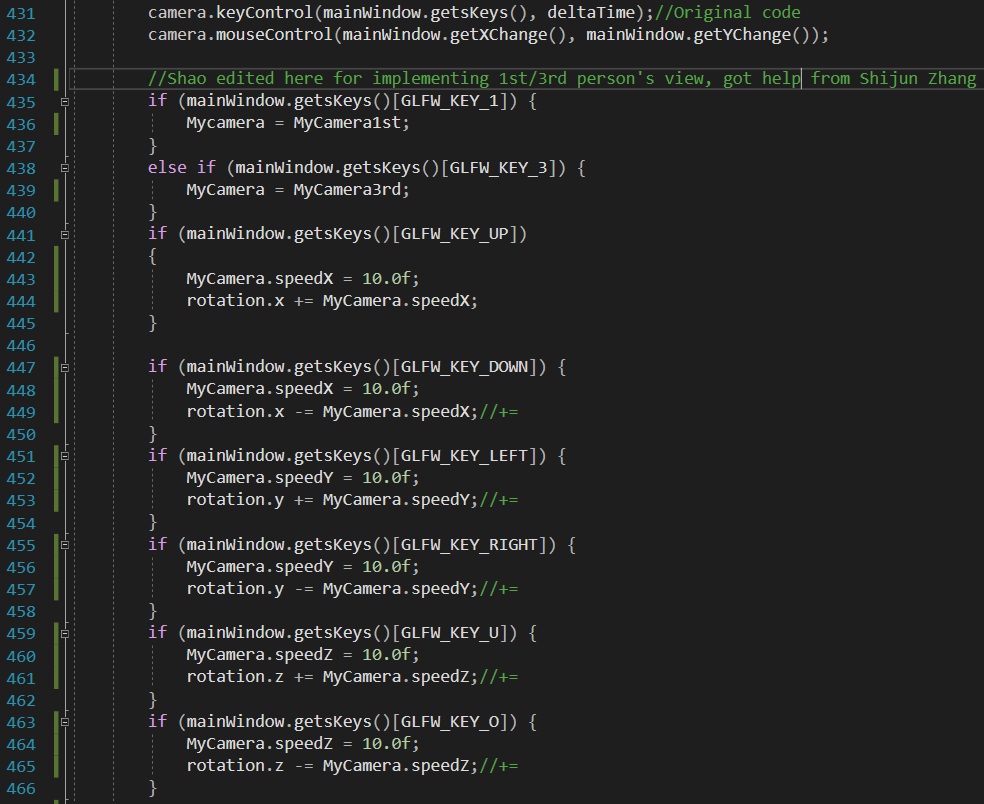 431 camera.keyControl(mainWindow.getsKeys(), deltaTime);//Original code
432 camera.mouseControl(mainWindow.getXChange(), mainWindow.getYChange());
433
434 //Shao edited here for implementing 1st/3rd person's view, got help from Shijun Zhang
435 if (mainWindow.getsKeys()[GLFW_KEY_1]) {
436 Mycamera = MyCamera1st;
437 }
438 else if (mainWindow.getsKeys()[GLFW_KEY_3]) {
439 MyCamera = MyCamera3rd;
440 }
441 if (mainWindow.getsKeys()[GLFW_KEY_UP])
442 {
443 MyCamera.speedX = 10.0f;
444 rotation.x += MyCamera.speedX;
445 }
446
447 if (mainWindow.getsKeys()[GLFW_KEY_DOWN]) {
448 MyCamera.speedX = 10.0f;
449 rotation.x -= MyCamera.speedX;//+=
450 }
451 if (mainWindow.getsKeys()[GLFW_KEY_LEFT]) {
452 MyCamera.speedY = 10.0f;
453 rotation.y += MyCamera.speedY;//+=
454 }
455 if (mainWindow.getsKeys()[GLFW_KEY_RIGHT]) {
456 MyCamera.speedY = 10.0f;
457 rotation.y -= MyCamera.speedY;//+=
458 }
459 if (mainWindow.getsKeys()[GLFW_KEY_U]) {
460 MyCamera.speedZ = 10.0f;
461 rotation.z += MyCamera.speedZ;//+=
462 }
463 if (mainWindow.getsKeys()[GLFW_KEY_O]) {
464 MyCamera.speedZ = 10.0f;
465 rotation.z -= MyCamera.speedZ;//+=
466 }